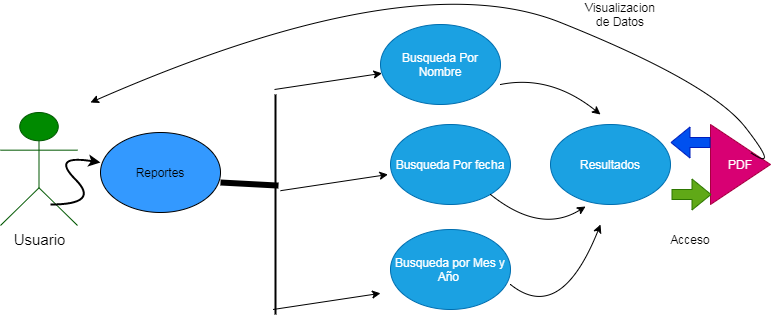 Visualizacion
de Datos
Busqueda Por
Nombre
Usuario
Reportes
Busqueda Por fecha
Resultados
PDF
Acceso
Busqueda por Mes y
Año